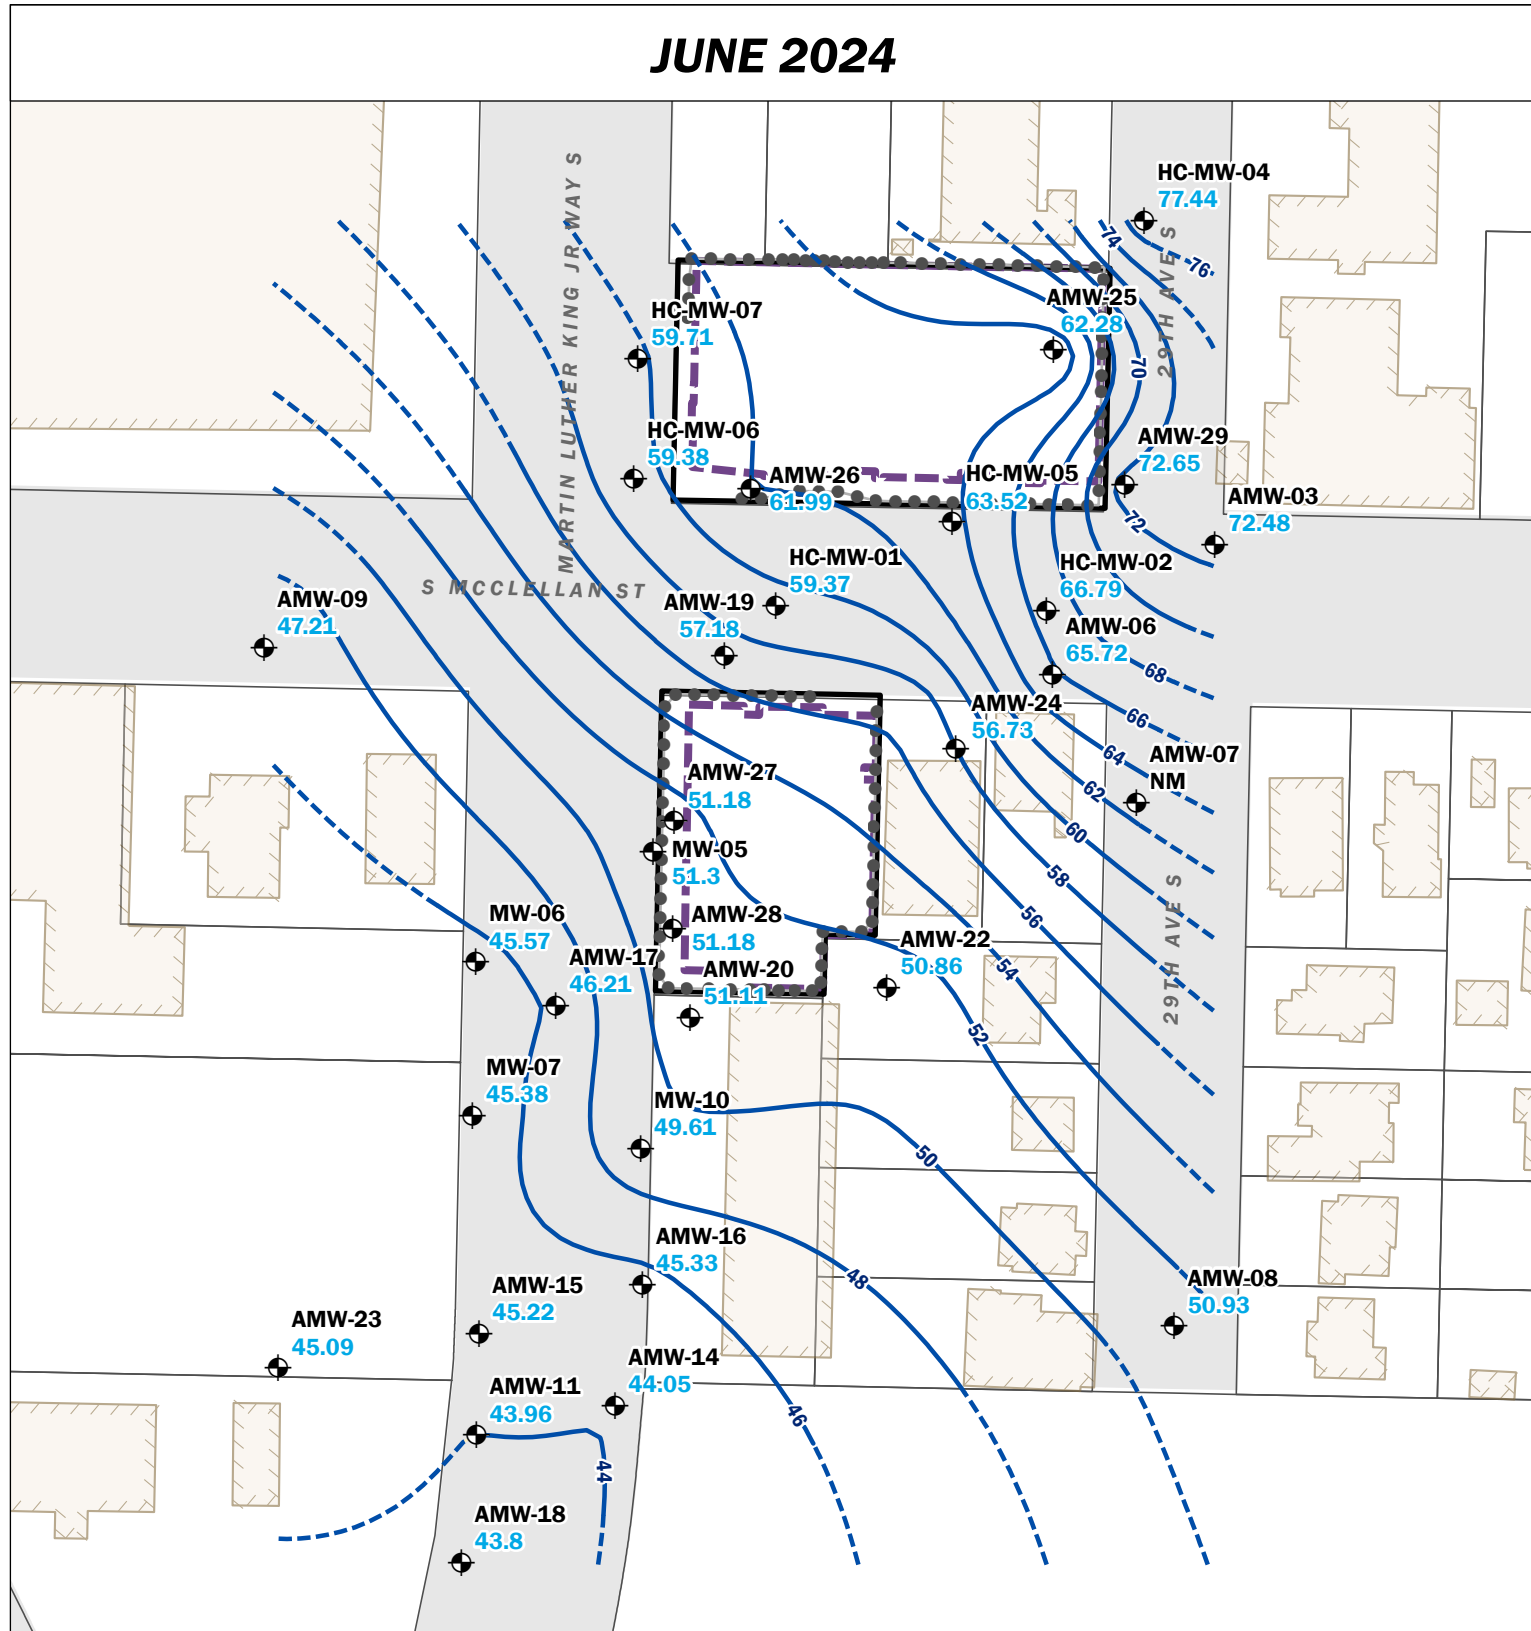 JUNE 2024
HC-MW-04
77.44
74
76
29TH AVE S
MARTIN LUTHER KING JR WAY S
HC-MW-07
59.71
AMW-25
62.28
70
HC-MW-06
59.38
AMW-29
72.65
AMW-26
61.99
HC-MW-05
63.52
AMW-03
72.48
72
HC-MW-01
59.37
HC-MW-02
66.79
S MCCLELLAN ST
AMW-09
47.21
AMW-19
57.18
AMW-06
65.72
68
AMW-24
56.73
66
64
AMW-07
NM
62
AMW-27
51.18
60
MW-05
51.3
58
56
29TH AVE S
MW-06
45.57
AMW-28
51.18
AMW-22
50.86
AMW-17
46.21
AMW-20
51.11
54
52
MW-07
45.38
MW-10
49.61
50
AMW-16
45.33
48
AMW-08
50.93
AMW-15
45.22
AMW-23
45.09
AMW-14
44.05
AMW-11
43.96
46
44
AMW-18
43.8